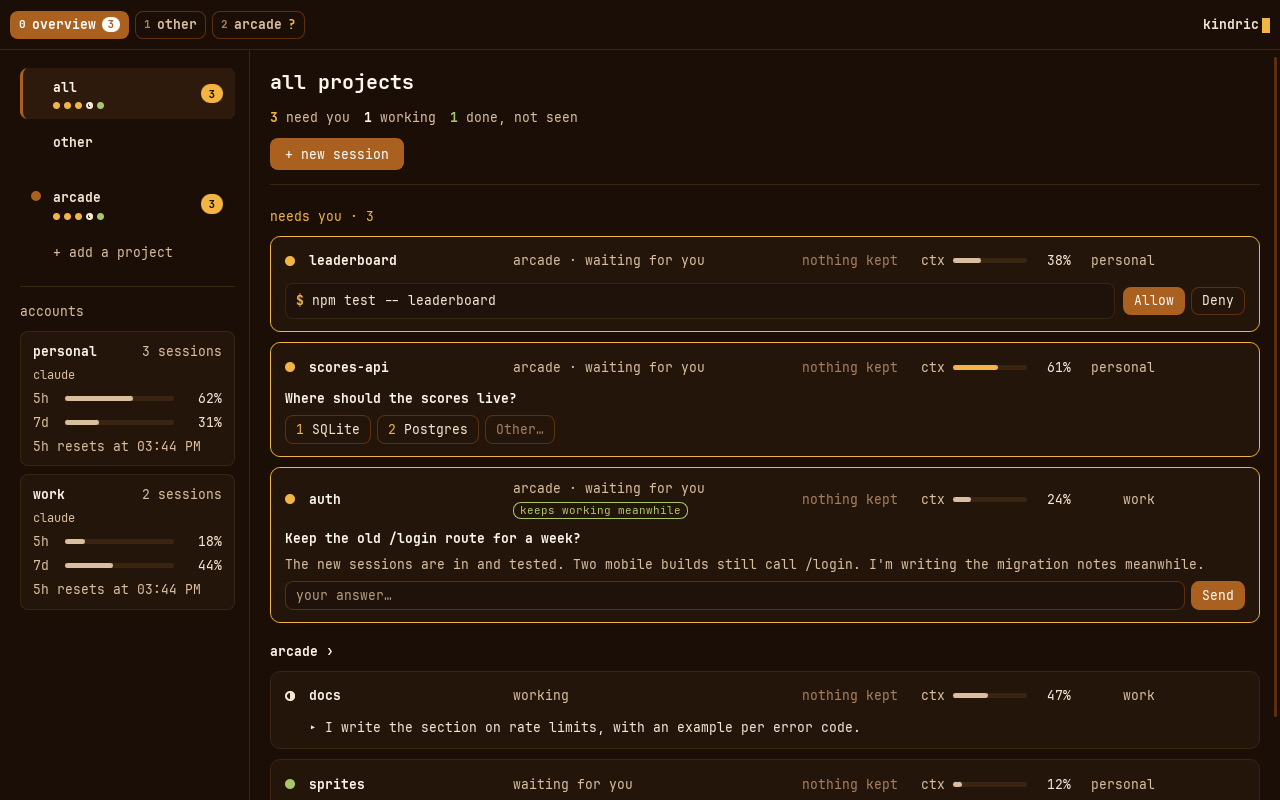 0 overview 3 1 other 2 arcade ? kindric
all 3
other
arcade 3
+ add a project
accounts
personal 3 sessions
claude
5h 62%
7d 31%
5h resets at 03:44 PM
work 2 sessions
claude
5h 18%
7d 44%
5h resets at 03:44 PM
all projects
3 need you 1 working 1 done, not seen
+ new session
needs you · 3
leaderboard arcade · waiting for you nothing kept ctx 38% personal
$ npm test -- leaderboard Allow Deny
scores-api arcade · waiting for you nothing kept ctx 61% personal
Where should the scores live?
1 SQLite 2 Postgres Other…
auth arcade · waiting for you nothing kept ctx 24% work
keeps working meanwhile
Keep the old /login route for a week?
The new sessions are in and tested. Two mobile builds still call /login. I'm writing the migration notes meanwhile.
your answer… Send
arcade ›
docs working nothing kept ctx 47% work
‣ I write the section on rate limits, with an example per error code.
sprites waiting for you nothing kept ctx 12% personal